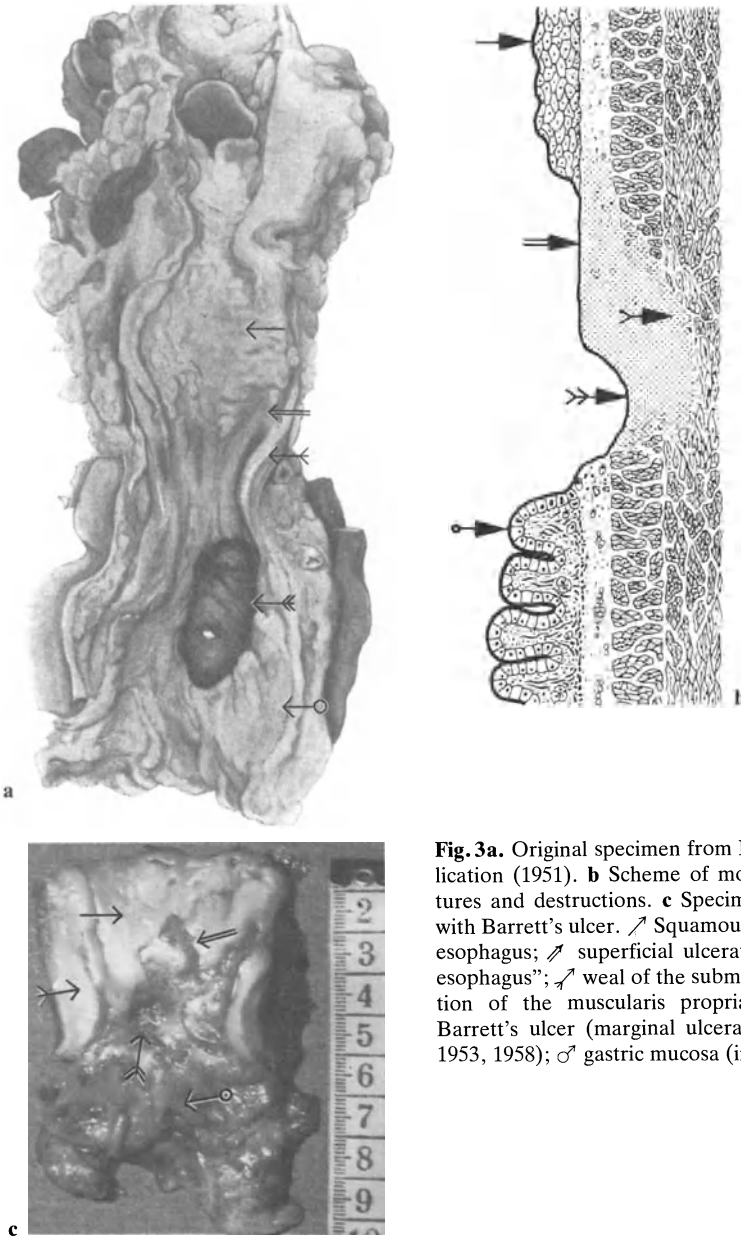 a
b
c
2
3
4
5
6
7
8
9
Fig. 3a. Original specimen from
lication (1951). b Scheme of mo
tures and destructions. c Specim
with Barrett's ulcer. ↗ Squamou
esophagus; ⇗ superficial ulcerat
esophagus”; ↗ weal of the subm
tion of the muscularis propria
Barrett's ulcer (marginal ulcera
1953, 1958); ♂ gastric mucosa (i